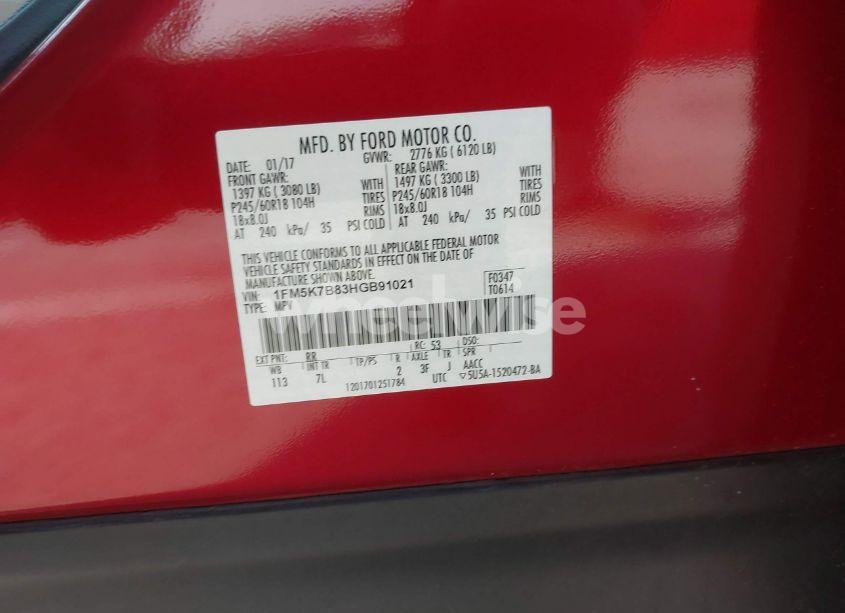 MFD. BY FORD MOTOR CO.
DATE: 01/17 GVWR: 2776 KG ( 6120 LB)
FRONT GAWR: REAR GAWR:
1397 KG ( 3080 LB) WITH 1497 KG ( 3300 LB) WITH
P245/60R18 104H TIRES P245/60R18 104H TIRES
18x8.0J RIMS 18x8.0J RIMS
AT 240 kPa/ 35 PSI COLD AT 240 kPa/ 35 PSI COLD
THIS VEHICLE CONFORMS TO ALL APPLICABLE FEDERAL MOTOR
VEHICLE SAFETY STANDARDS IN EFFECT ON THE DATE OF
MANUFACTURE SHOWN ABOVE.
VIN: 1FM5K7B83HGB91021 F0347
TYPE: MPV T0614
wheelwise
EXT PNT: RR RC: 53 DSO:
WB INT TR TP/PS R AXLE TR SPR
113 7L 2 3F J AACC
1201701251784 UTC ▽5U5A-1520472-BA